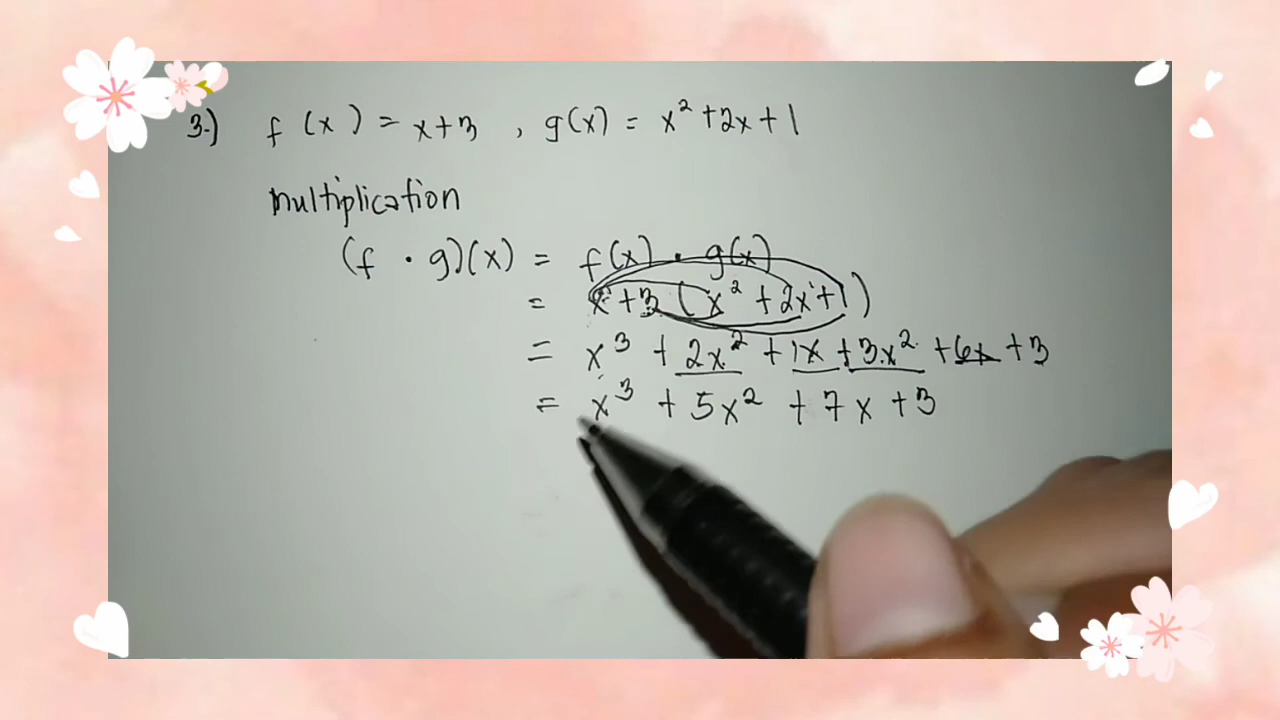 3.) f (x) = x+3 , g(x) = x²+2x+1
multiplication
(f · g)(x) = f(x) · g(x)
= x+3 (x² +2x+1)
= x³ + 2x² +1x +3x² +6x +3
= x³ + 5x² + 7x +3